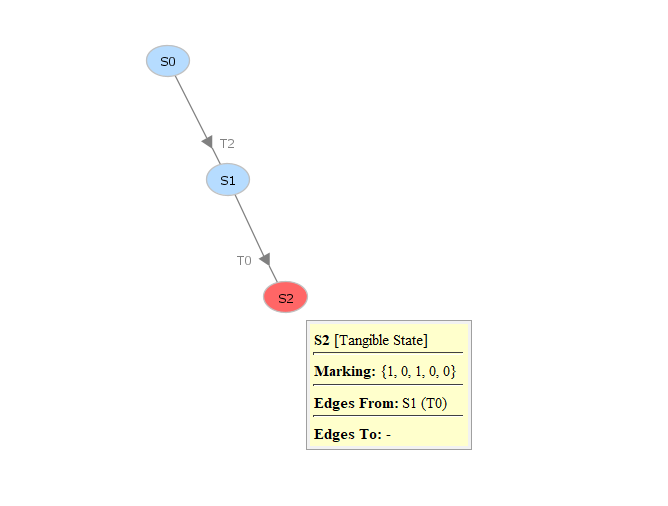 S0
T2
S1
T0
S2
S2 [Tangible State]
Marking: {1, 0, 1, 0, 0}
Edges From: S1 (T0)
Edges To: -